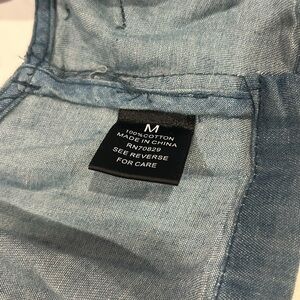 M
100%COTTON
MADE IN CHINA
RN70829
SEE REVERSE
FOR CARE